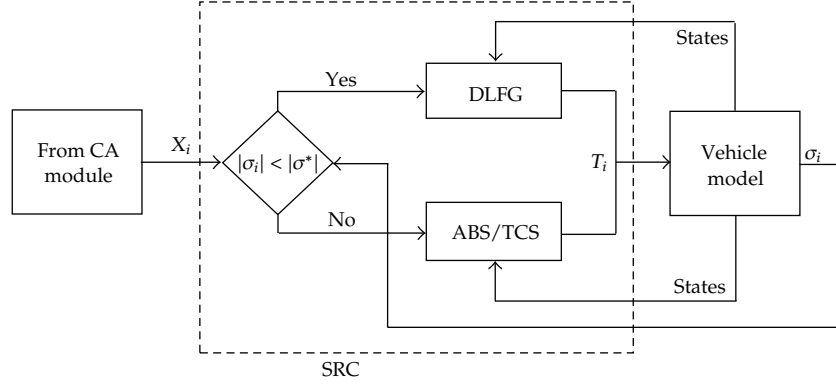 States
Yes
DLFG
From CA
module
X_i
|σ_i| < |σ*|
T_i
Vehicle
model
σ_i
No
ABS/TCS
States
SRC